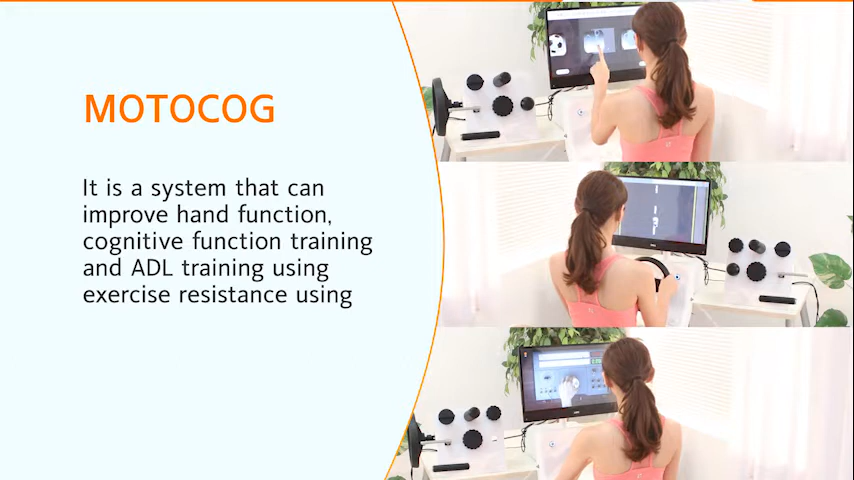 MOTOCOG
It is a system that can
improve hand function,
cognitive function training
and ADL training using
exercise resistance using